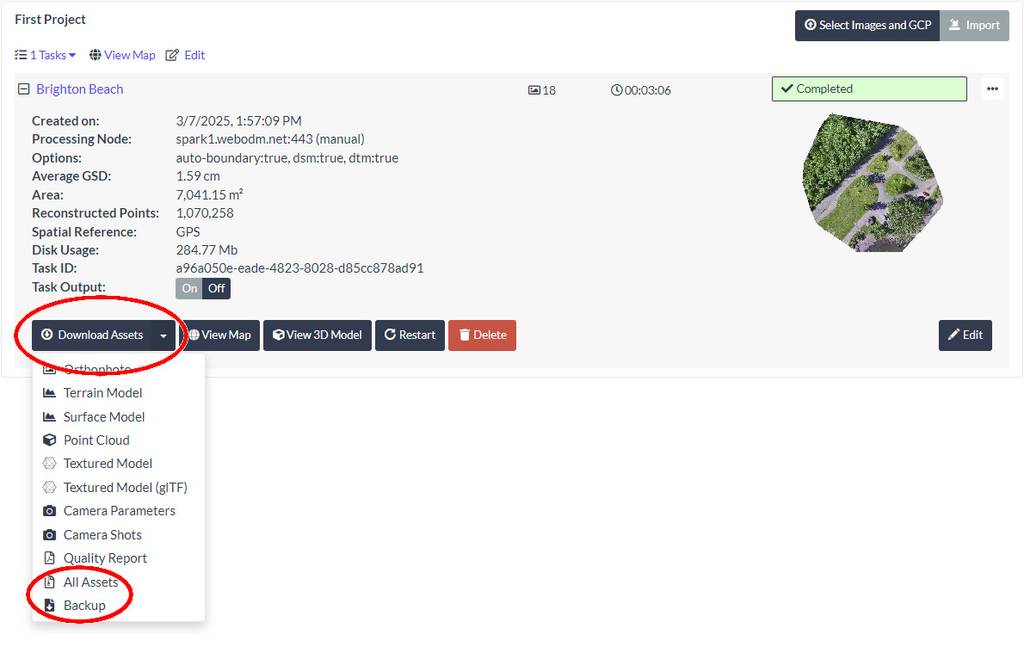 First Project
Select Images and GCP Import
1 Tasks View Map Edit
Brighton Beach 18 00:03:06 Completed
Created on: 3/7/2025, 1:57:09 PM
Processing Node: spark1.webodm.net:443 (manual)
Options: auto-boundary:true, dsm:true, dtm:true
Average GSD: 1.59 cm
Area: 7,041.15 m²
Reconstructed Points: 1,070,258
Spatial Reference: GPS
Disk Usage: 284.77 Mb
Task ID: a96a050e-eade-4823-8028-d85cc878ad91
Task Output: On Off
Download Assets View Map View 3D Model Restart Delete Edit
Orthophoto
Terrain Model
Surface Model
Point Cloud
Textured Model
Textured Model (glTF)
Camera Parameters
Camera Shots
Quality Report
All Assets
Backup